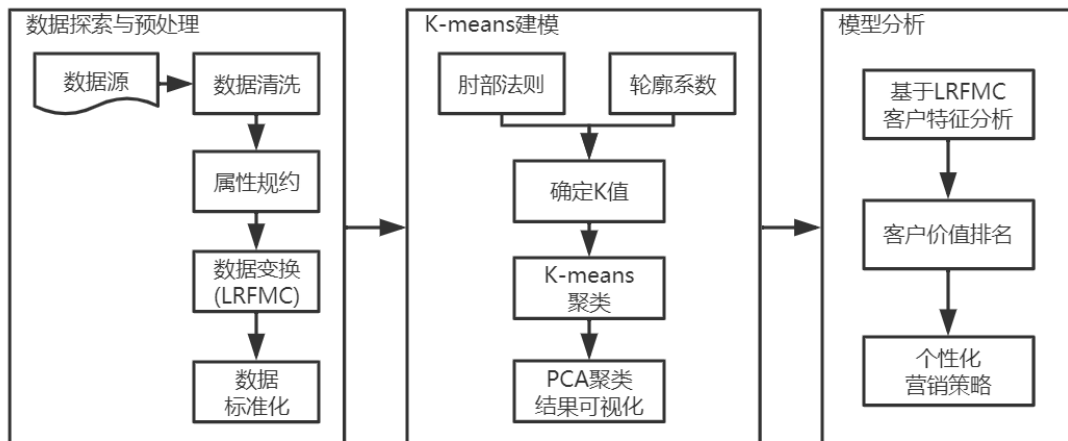 数据探索与预处理
数据源
数据清洗
属性规约
数据变换
(LRFMC)
数据
标准化
K-means建模
肘部法则
轮廓系数
确定K值
K-means
聚类
PCA聚类
结果可视化
模型分析
基于LRFMC
客户特征分析
客户价值排名
个性化
营销策略